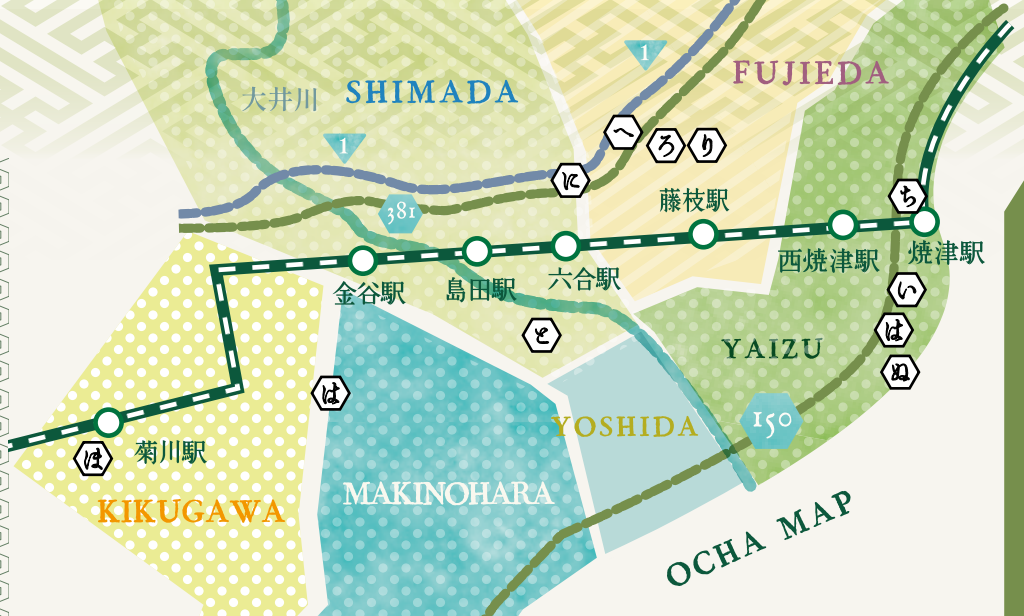 1
FUJIEDA
大井川
SHIMADA
1
へ
ろ
り
に
381
藤枝駅
ち
西焼津駅
焼津駅
金谷駅
島田駅
六合駅
い
は
ぬ
と
YAIZU
は
150
YOSHIDA
菊川駅
ほ
KIKUGAWA
MAKINOHARA
OCHA MAP